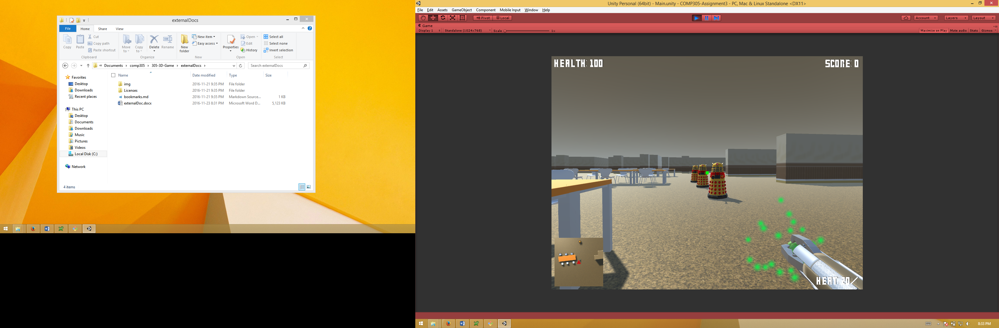 externalDocs
File Home Share View
Copy
Paste
Cut
Copy path
Paste shortcut
Clipboard
Move to
Copy to
Delete
Rename
Organize
New folder
New item
Easy access
New
Properties
Open
Edit
History
Open
Select all
Select none
Invert selection
Select
« Documents comp305 305-3D-Game externalDocs
Search externalDocs
Name Date modified Type Size
img 2016-11-21 9:35 PM File folder
Licenses 2016-11-21 9:35 PM File folder
bookmarks.md 2016-11-21 9:35 PM Markdown Source... 1 KB
externalDoc.docx 2016-11-23 8:31 PM Microsoft Word D... 5,123 KB
Favorites
Desktop
Downloads
Recent places
This PC
Desktop
Documents
Downloads
Music
Pictures
Videos
Local Disk (C:)
Network
4 items
Unity Personal (64bit) - Main.unity - COMP305-Assignment3 - PC, Mac & Linux Standalone <DX11>
File Edit Assets GameObject Component Mobile Input Window Help
Pivot Local Account Layers Layout
Game
Display 1 Standalone (1024x768) Scale 1x Maximize on Play Mute audio Stats Gizmos
HEALTH: 100 SCORE: 0
HEAT: 20/
8:33 PM